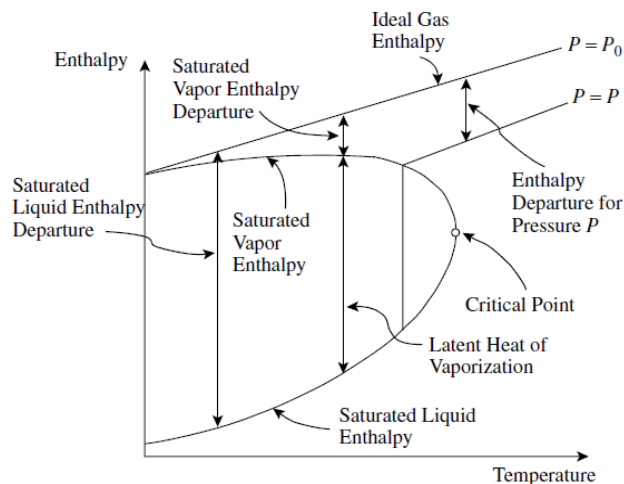 Ideal Gas
Enthalpy
P = P0
Enthalpy
Saturated
Vapor Enthalpy
Departure
P = P
Saturated
Liquid Enthalpy
Departure
Saturated
Vapor
Enthalpy
Enthalpy
Departure for
Pressure P
Critical Point
Latent Heat of
Vaporization
Saturated Liquid
Enthalpy
Temperature